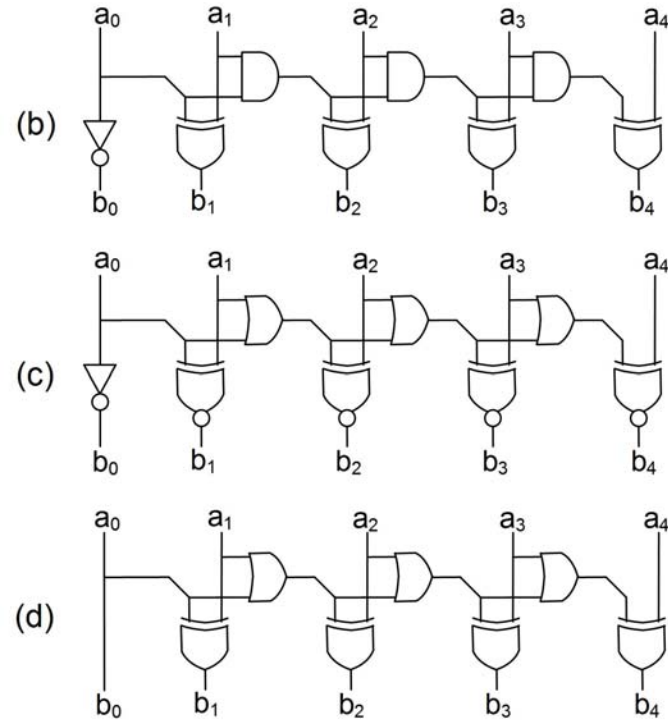 a₀ a₁ a₂ a₃ a₄
(b)
b₀ b₁ b₂ b₃ b₄
a₀ a₁ a₂ a₃ a₄
(c)
b₀ b₁ b₂ b₃ b₄
a₀ a₁ a₂ a₃ a₄
(d)
b₀ b₁ b₂ b₃ b₄